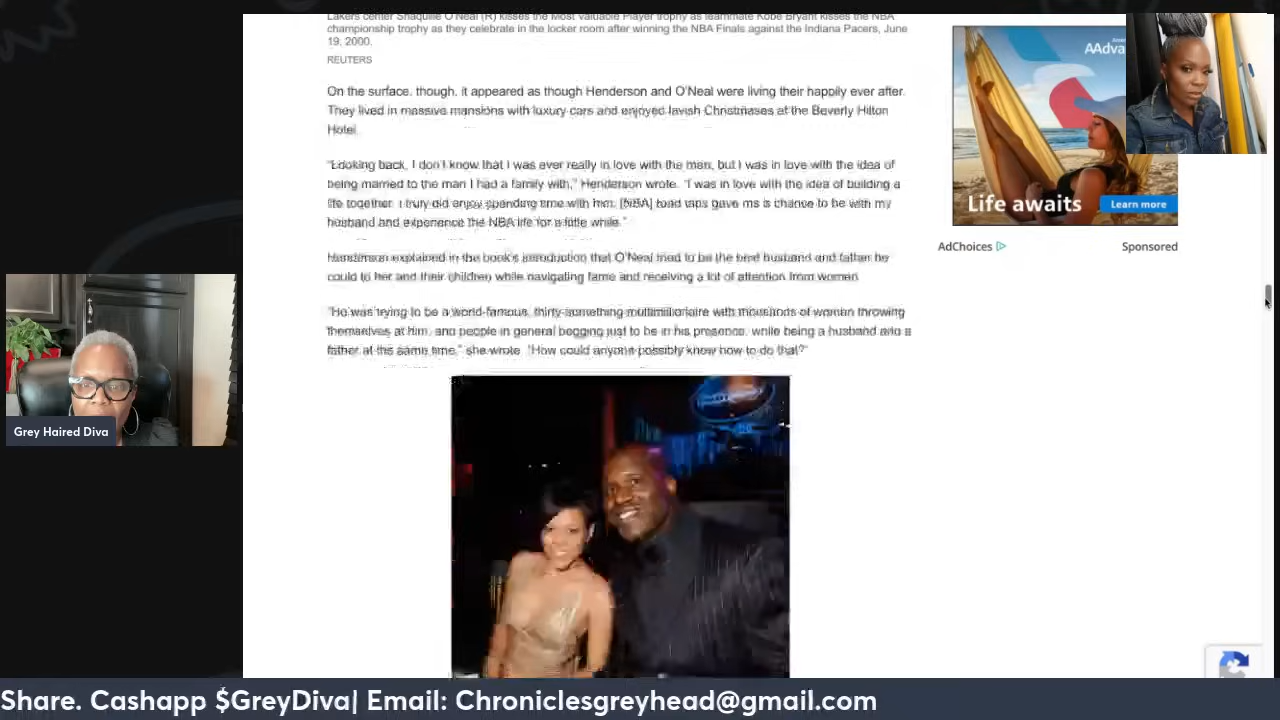 Lakers center Shaquille O'Neal (R) kisses the Most Valuable Player trophy as teammate Kobe Bryant kisses the NBA
championship trophy as they celebrate in the locker room after winning the NBA Finals against the Indiana Pacers, June
19, 2000.
REUTERS
On the surface, though, it appeared as though Henderson and O'Neal were living their happily ever after.
They lived in massive mansions with luxury cars and enjoyed lavish Christmases at the Beverly Hilton
Hotel.
"Looking back, I don't know that I was ever really in love with the man, but I was in love with the idea of
being married to the man I had a family with," Henderson wrote. "I was in love with the idea of building a
life together. I truly did enjoy spending time with him. [NBA] road trips gave me a chance to be with my
husband and experience the NBA life for a little while."
Henderson explained in the book's introduction that O'Neal tried to be the best husband and father he
could to her and their children while navigating fame and receiving a lot of attention from women.
"He was trying to be a world-famous, thirty-something multimillionaire with thousands of women throwing
themselves at him, and people in general begging just to be in his presence, while being a husband and a
father at the same time," she wrote. "How could anyone possibly know how to do that?"
AAdva
Life awaits
Learn more
AdChoices
Sponsored
Grey Haired Diva
Share. Cashapp $GreyDiva| Email: Chroniclesgreyhead@gmail.com